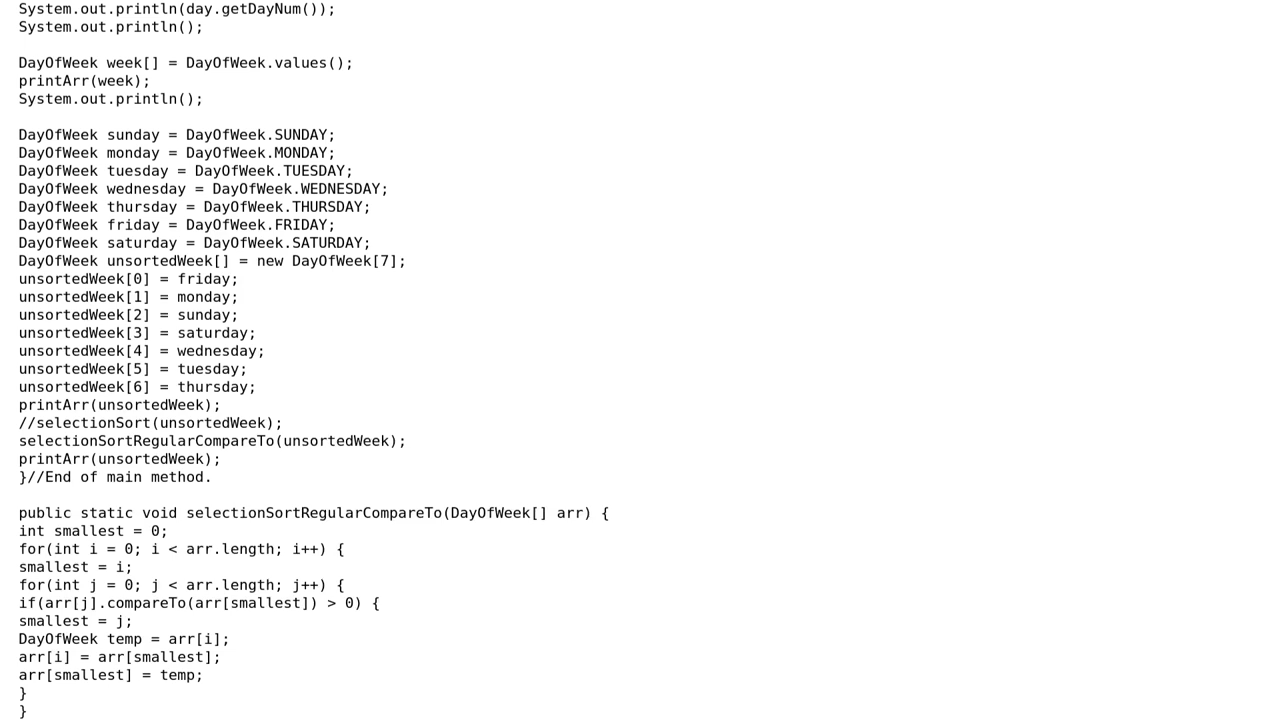 System.out.println(day.getDayNum());
System.out.println();
DayOfWeek week[] = DayOfWeek.values();
printArr(week);
System.out.println();
DayOfWeek sunday = DayOfWeek.SUNDAY;
DayOfWeek monday = DayOfWeek.MONDAY;
DayOfWeek tuesday = DayOfWeek.TUESDAY;
DayOfWeek wednesday = DayOfWeek.WEDNESDAY;
DayOfWeek thursday = DayOfWeek.THURSDAY;
DayOfWeek friday = DayOfWeek.FRIDAY;
DayOfWeek saturday = DayOfWeek.SATURDAY;
DayOfWeek unsortedWeek[] = new DayOfWeek[7];
unsortedWeek[0] = friday;
unsortedWeek[1] = monday;
unsortedWeek[2] = sunday;
unsortedWeek[3] = saturday;
unsortedWeek[4] = wednesday;
unsortedWeek[5] = tuesday;
unsortedWeek[6] = thursday;
printArr(unsortedWeek);
//selectionSort(unsortedWeek);
selectionSortRegularCompareTo(unsortedWeek);
printArr(unsortedWeek);
}//End of main method.
public static void selectionSortRegularCompareTo(DayOfWeek[] arr) {
int smallest = 0;
for(int i = 0; i < arr.length; i++) {
smallest = i;
for(int j = 0; j < arr.length; j++) {
if(arr[j].compareTo(arr[smallest]) > 0) {
smallest = j;
DayOfWeek temp = arr[i];
arr[i] = arr[smallest];
arr[smallest] = temp;
}
}